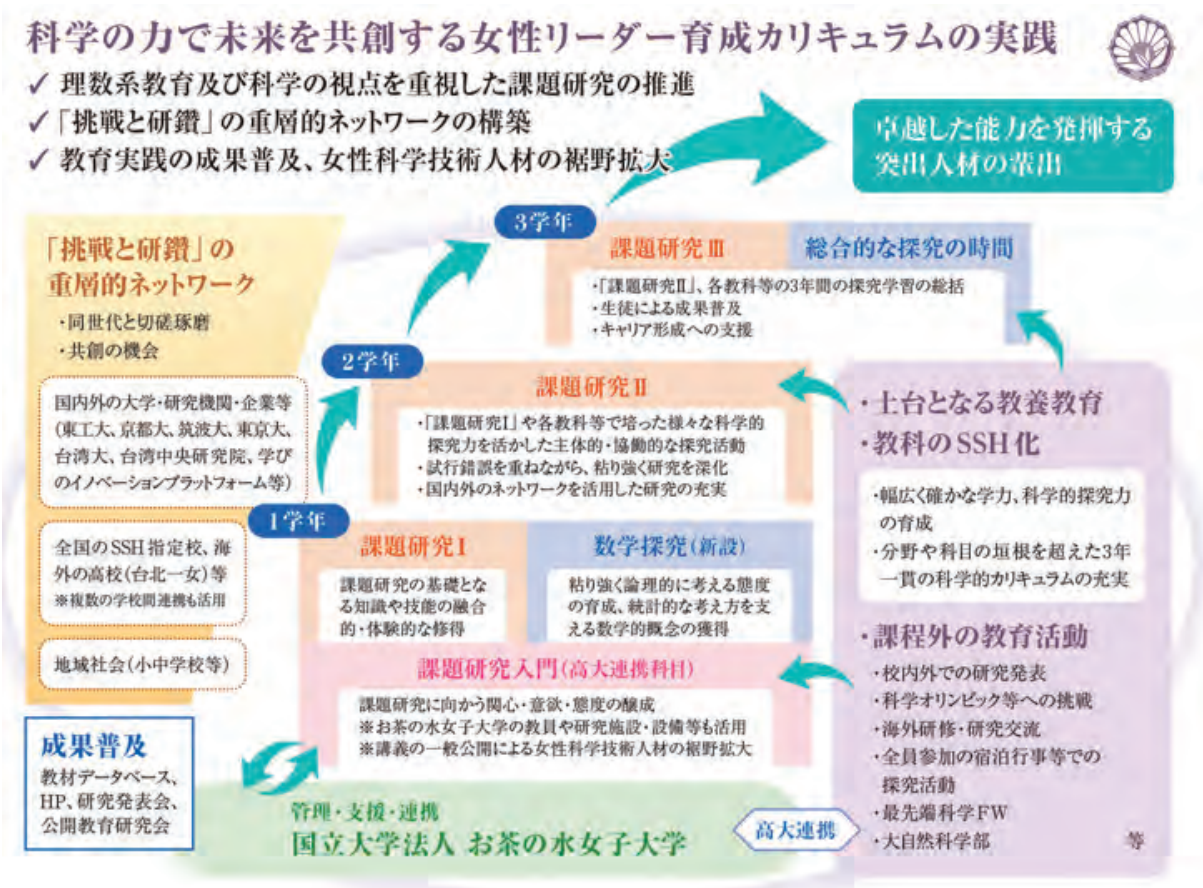 科学の力で未来を共創する女性リーダー育成カリキュラムの実践
✓ 理数系教育及び科学の視点を重視した課題研究の推進
✓「挑戦と研鑽」の重層的ネットワークの構築
✓ 教育実践の成果普及、女性科学技術人材の裾野拡大
卓越した能力を発揮する
突出人材の輩出
「挑戦と研鑽」の
重層的ネットワーク
・同世代と切磋琢磨
・共創の機会
国内外の大学・研究機関・企業等
(東工大、京都大、筑波大、東京大、
台湾大、台湾中央研究院、学び
のイノベーションプラットフォーム等)
全国のSSH指定校、海
外の高校(台北一女)等
※複数の学校間連携も活用
地域社会(小中学校等)
成果普及
教材データベース、
HP、研究発表会、
公開教育研究会
3学年
課題研究Ⅲ
総合的な探究の時間
・「課題研究Ⅱ」、各教科等の3年間の探究学習の総括
・生徒による成果普及
・キャリア形成への支援
2学年
課題研究Ⅱ
・「課題研究Ⅰ」や各教科等で培った様々な科学的
探究力を活かした主体的・協働的な探究活動
・試行錯誤を重ねながら、粘り強く研究を深化
・国内外のネットワークを活用した研究の充実
1学年
課題研究Ⅰ
課題研究の基礎とな
る知識や技能の融合
的・体験的な修得
数学探究(新設)
粘り強く論理的に考える態度
の育成、統計的な考え方を支
える数学的概念の獲得
課題研究入門(高大連携科目)
課題研究に向かう関心・意欲・態度の醸成
※お茶の水女子大学の教員や研究施設・設備等も活用
※講義の一般公開による女性科学技術人材の裾野拡大
管理・支援・連携
国立大学法人 お茶の水女子大学
高大連携
・土台となる教養教育
・教科のSSH化
・幅広く確かな学力、科学的探究力
の育成
・分野や科目の垣根を超えた3年
一貫の科学的カリキュラムの充実
・課程外の教育活動
・校内外での研究発表
・科学オリンピック等への挑戦
・海外研修・研究交流
・全員参加の宿泊行事等での
探究活動
・最先端科学FW
・大自然科学部 等